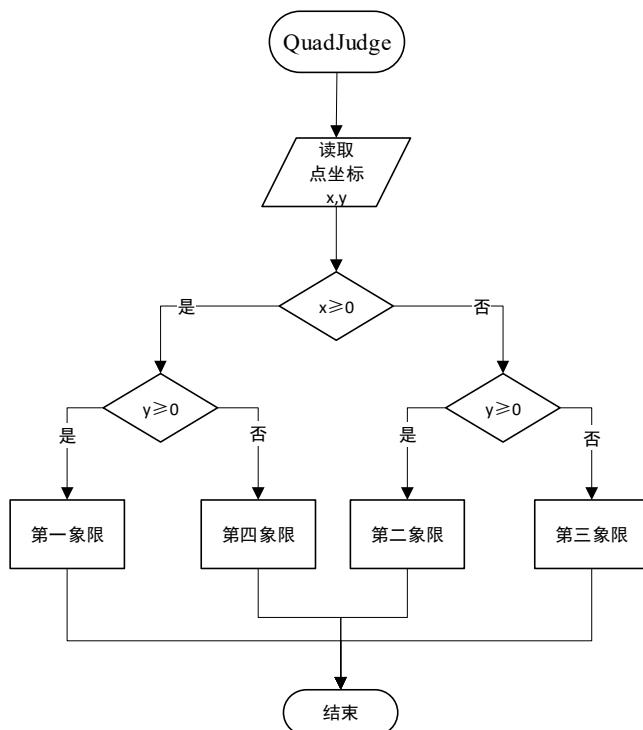 QuadJudge
读取
点坐标
x,y
x≥0
是
否
y≥0
y≥0
是
否
是
否
第一象限
第四象限
第二象限
第三象限
结束